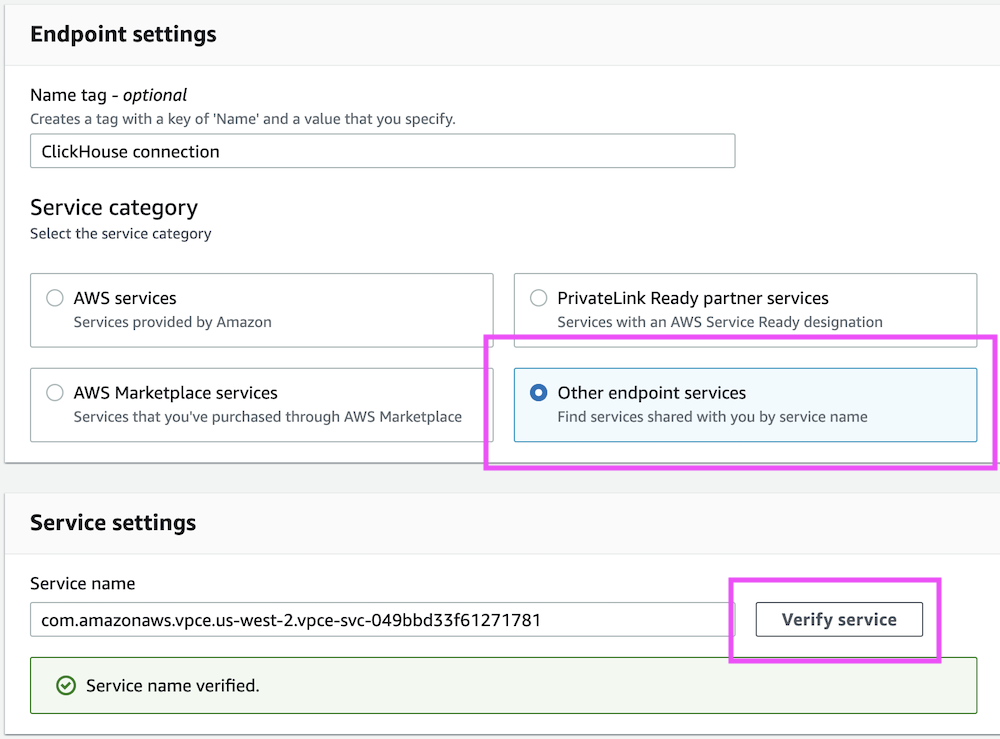 Endpoint settings
Name tag - optional
Creates a tag with a key of 'Name' and a value that you specify.
ClickHouse connection
Service category
Select the service category
AWS services
Services provided by Amazon
PrivateLink Ready partner services
Services with an AWS Service Ready designation
AWS Marketplace services
Services that you've purchased through AWS Marketplace
Other endpoint services
Find services shared with you by service name
Service settings
Service name
com.amazonaws.vpce.us-west-2.vpce-svc-049bbd33f61271781
Verify service
Service name verified.